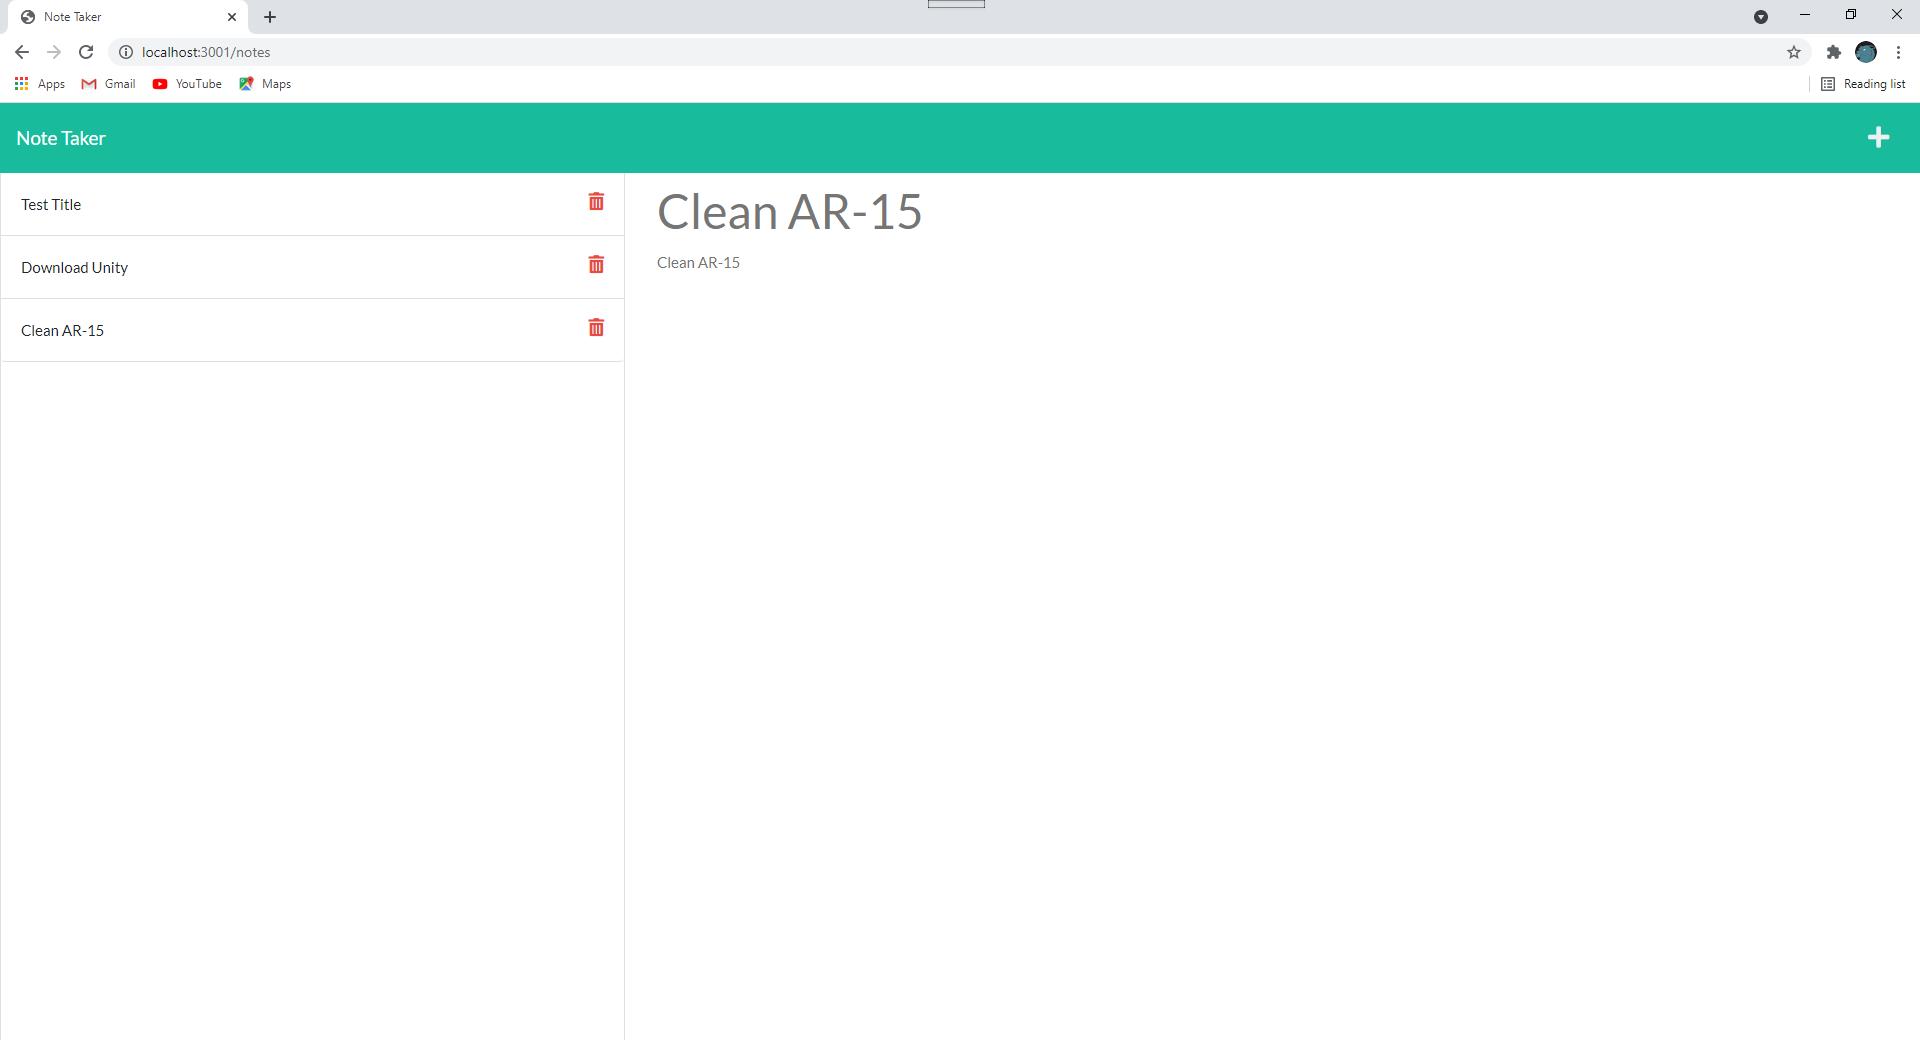 Note Taker
localhost:3001/notes
Apps Gmail YouTube Maps Reading list
Note Taker
Test Title
Download Unity
Clean AR-15
Clean AR-15
Clean AR-15